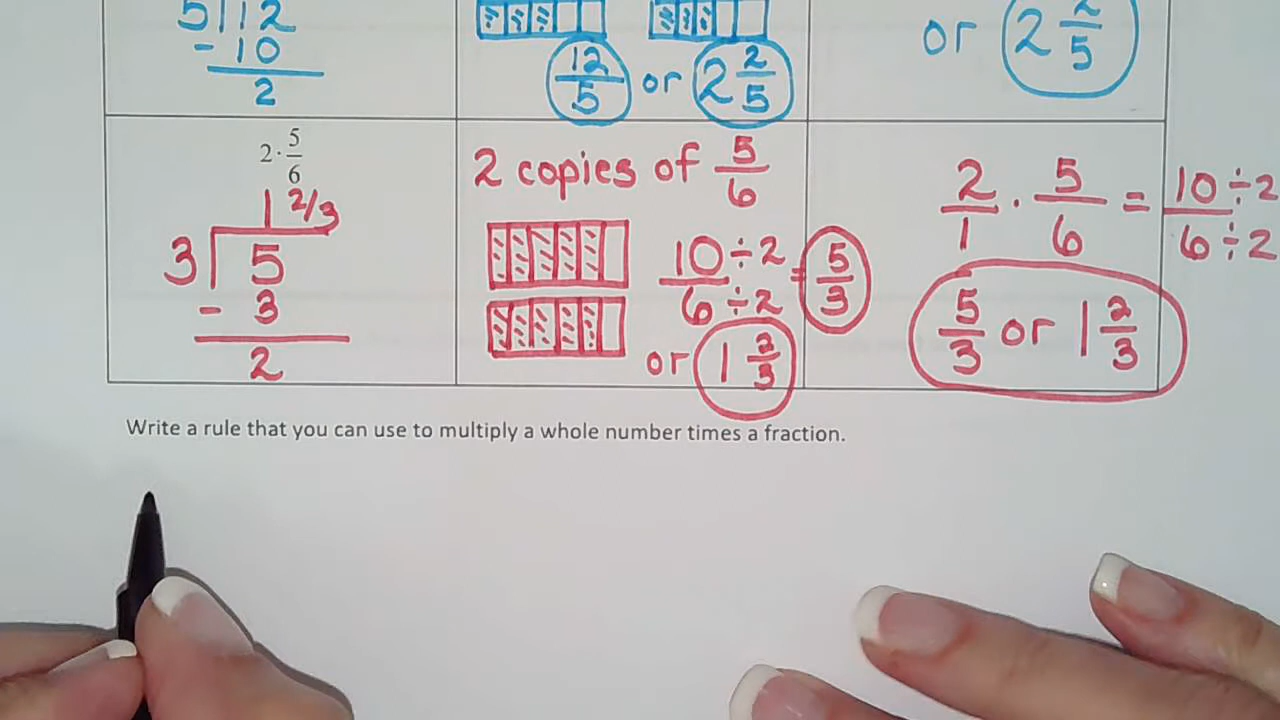 5 12
- 10
2
12/5 or 2 2/5
or 2 2/5
2 · 5/6
1 2/3
3 5
- 3
2
2 copies of 5/6
10 ÷ 2 / 6 ÷ 2 = 5/3
or 1 2/3
2/1 · 5/6 = 10 ÷ 2 / 6 ÷ 2
5/3 or 1 2/3
Write a rule that you can use to multiply a whole number times a fraction.